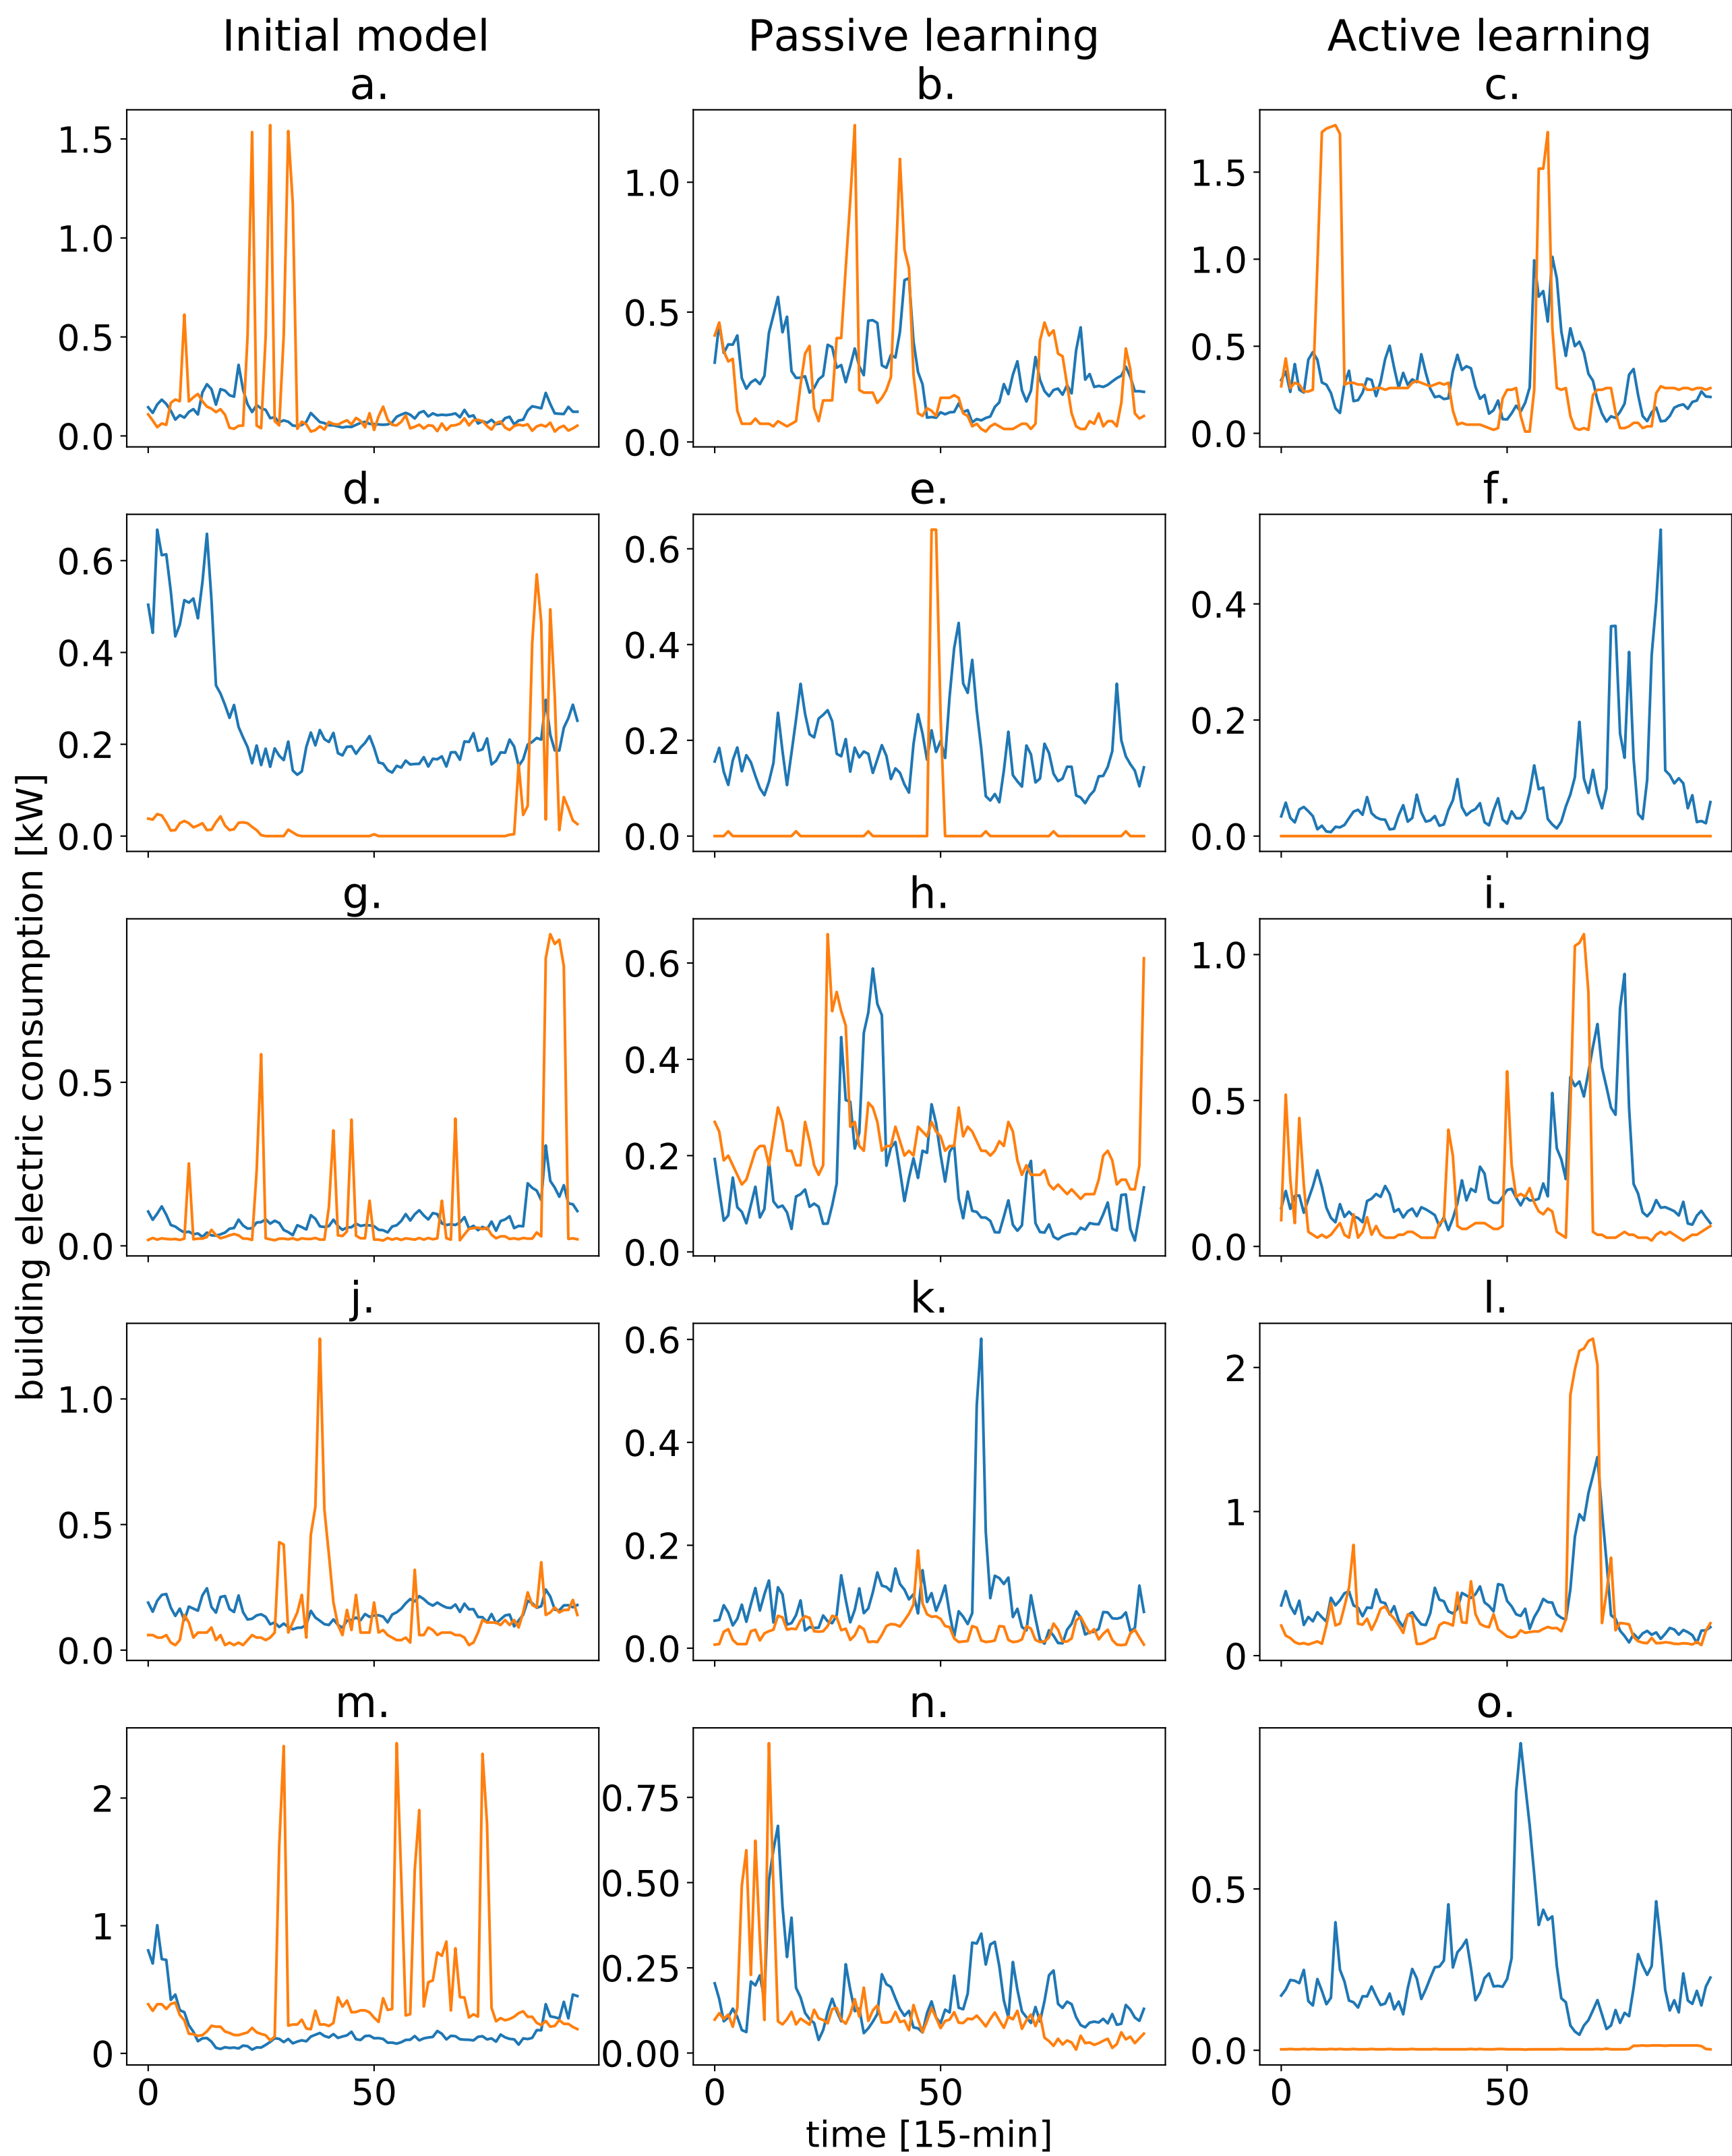 Initial model
Passive learning
Active learning
a.
b.
c.
1.5
1.0
0.5
0.0
1.0
0.5
0.0
1.5
1.0
0.5
0.0
d.
e.
f.
0.6
0.4
0.2
0.0
0.6
0.4
0.2
0.0
0.4
0.2
0.0
building electric consumption [kW]
g.
h.
i.
0.5
0.0
0.6
0.4
0.2
0.0
1.0
0.5
0.0
j.
k.
l.
1.0
0.5
0.0
0.6
0.4
0.2
0.0
2
1
0
m.
n.
o.
2
1
0
0.75
0.50
0.25
0.00
0.5
0.0
0
50
0
50
0
50
time [15-min]